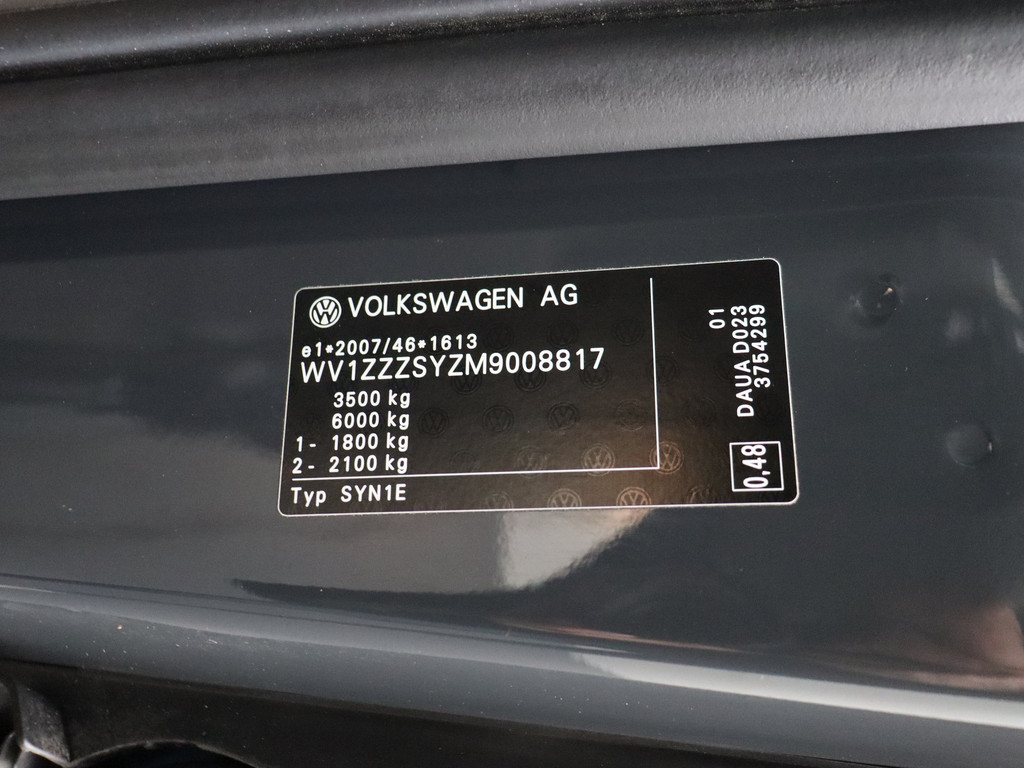 VOLKSWAGEN AG
e1*2007/46*1613
WV1ZZZSYZM9008817
3500 kg
6000 kg
1- 1800 kg
2- 2100 kg
Typ SYN1E
01
DAUA D023
3754299
0,48